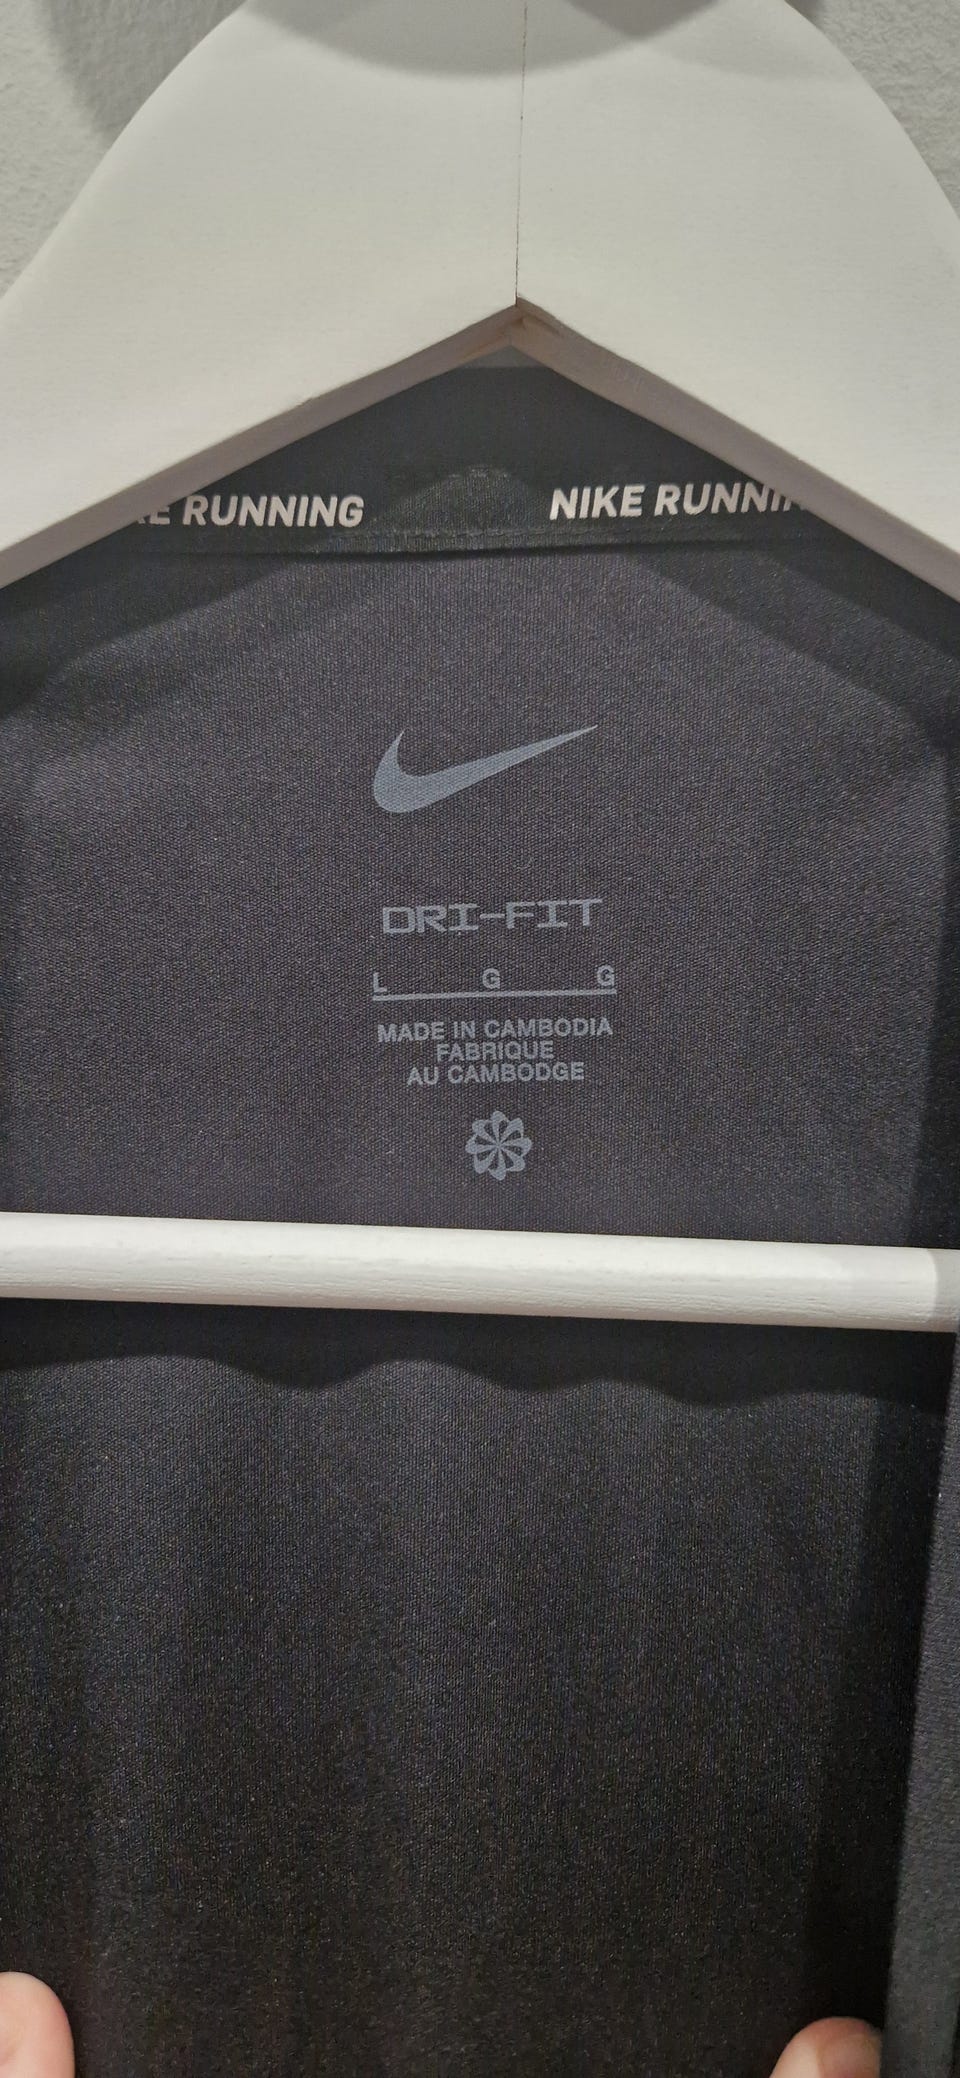 RUNNING
NIKE
DRI-FIT
L G G
MADE IN CAMBODIA
FABRIQUE
AU CAMBODGE